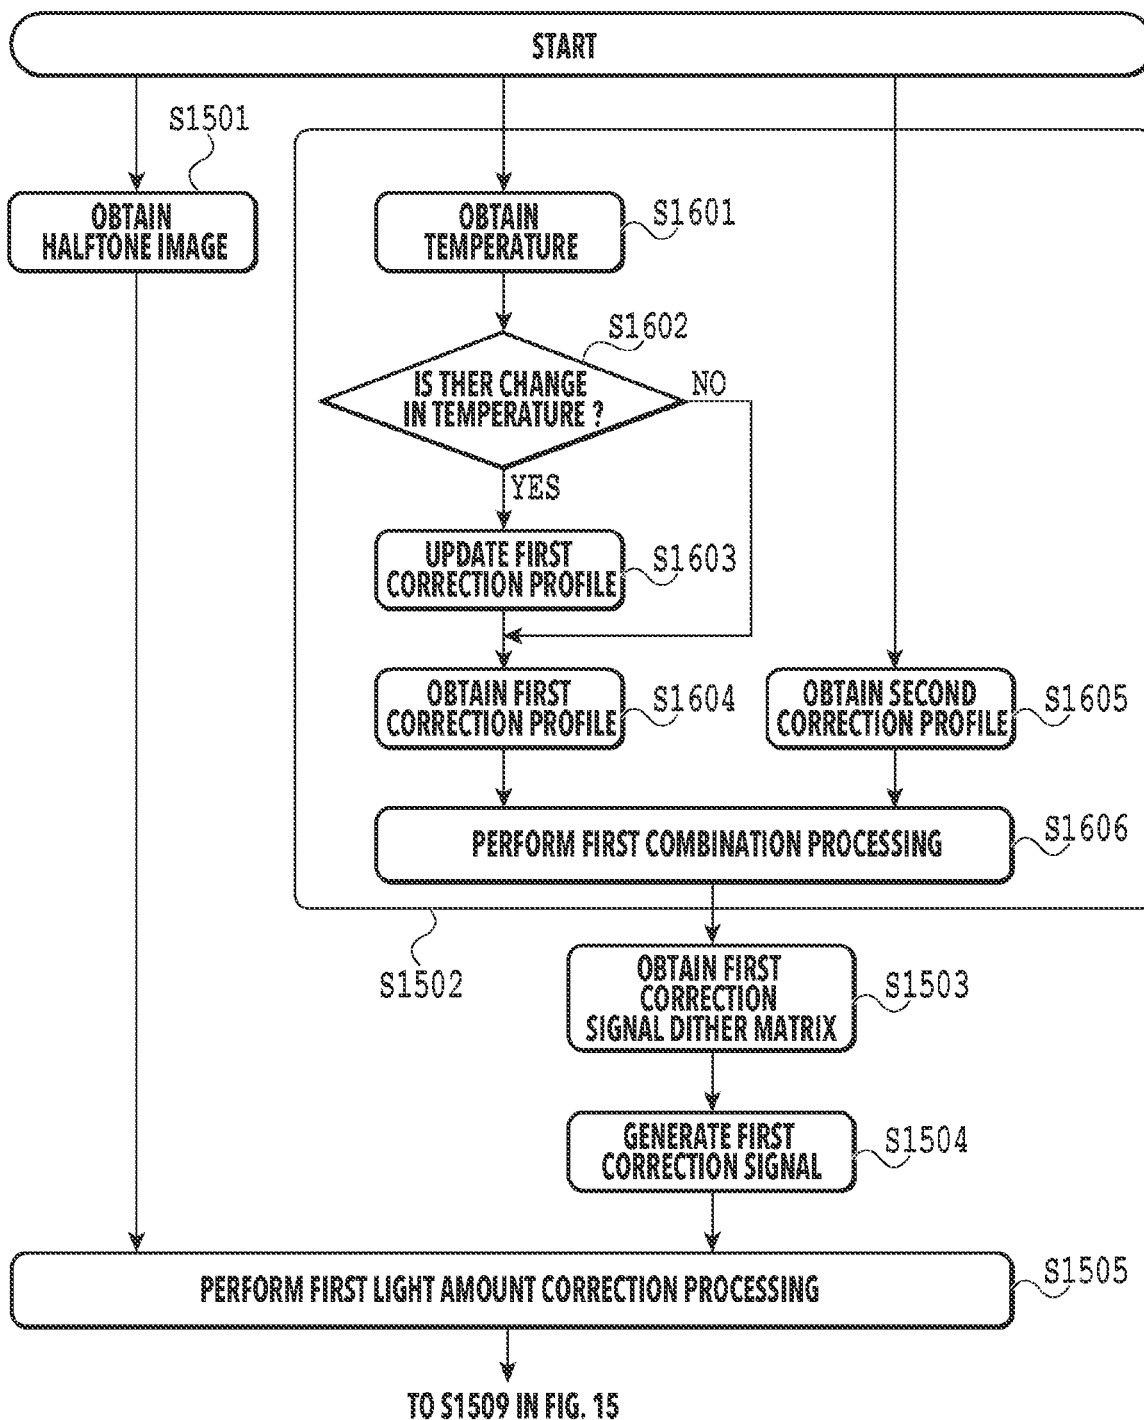 START
S1501
OBTAIN
HALFTONE IMAGE
OBTAIN
TEMPERATURE
S1601
S1602
IS THER CHANGE
IN TEMPERATURE ?
NO
YES
UPDATE FIRST
CORRECTION PROFILE
S1603
OBTAIN FIRST
CORRECTION PROFILE
S1604
OBTAIN SECOND
CORRECTION PROFILE
S1605
PERFORM FIRST COMBINATION PROCESSING
S1606
S1502
OBTAIN FIRST
CORRECTION
SIGNAL DITHER MATRIX
S1503
GENERATE FIRST
CORRECTION SIGNAL
S1504
PERFORM FIRST LIGHT AMOUNT CORRECTION PROCESSING
S1505
TO S1509 IN FIG. 15